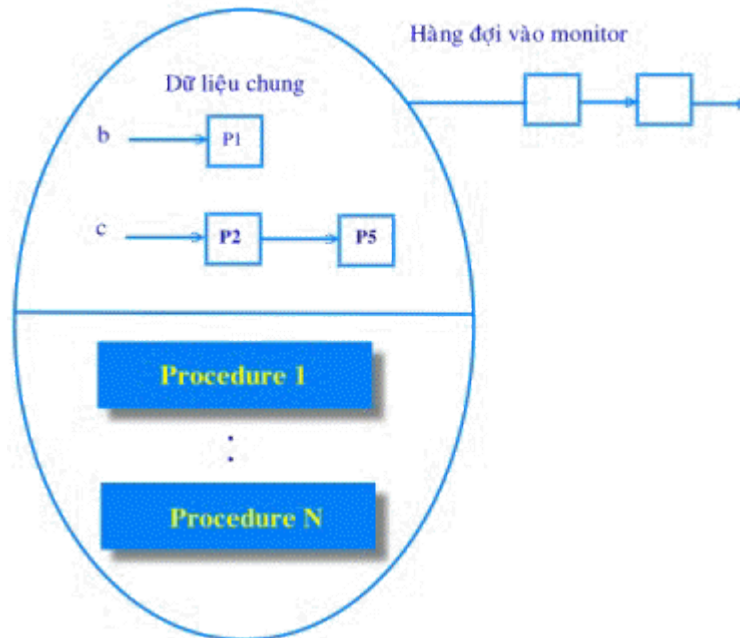 Hàng đợi vào monitor
Dữ liệu chung
b
P1
c
P2
P5
Procedure 1
Procedure N